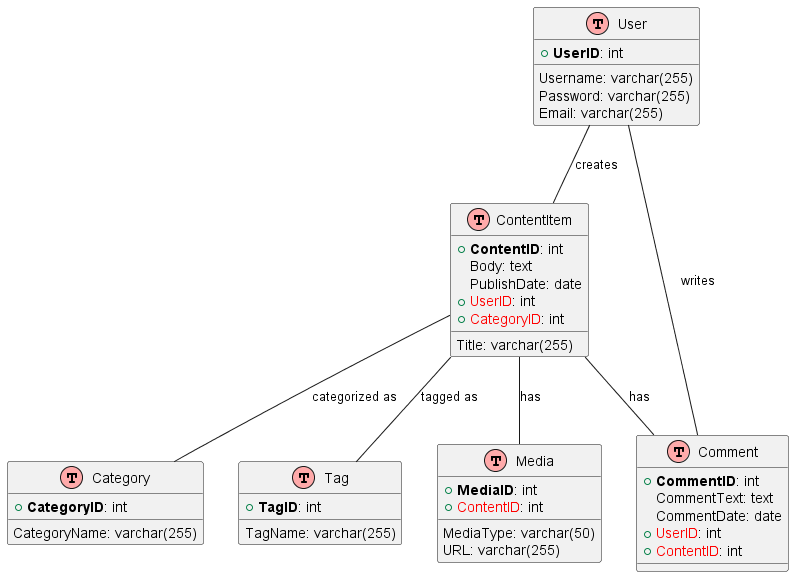 T User
UserID: int
Username: varchar(255)
Password: varchar(255)
Email: varchar(255)
creates
writes
T ContentItem
ContentID: int
Body: text
PublishDate: date
UserID: int
CategoryID: int
Title: varchar(255)
categorized as
tagged as
has
has
T Category
CategoryID: int
CategoryName: varchar(255)
T Tag
TagID: int
TagName: varchar(255)
T Media
MediaID: int
ContentID: int
MediaType: varchar(50)
URL: varchar(255)
T Comment
CommentID: int
CommentText: text
CommentDate: date
UserID: int
ContentID: int